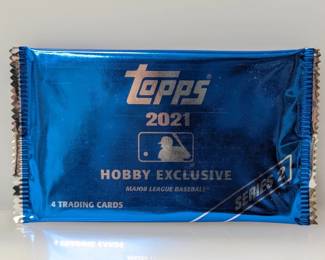 Topps
2021
HOBBY EXCLUSIVE
MAJOR LEAGUE BASEBALL
4 TRADING CARDS
SERIES 2